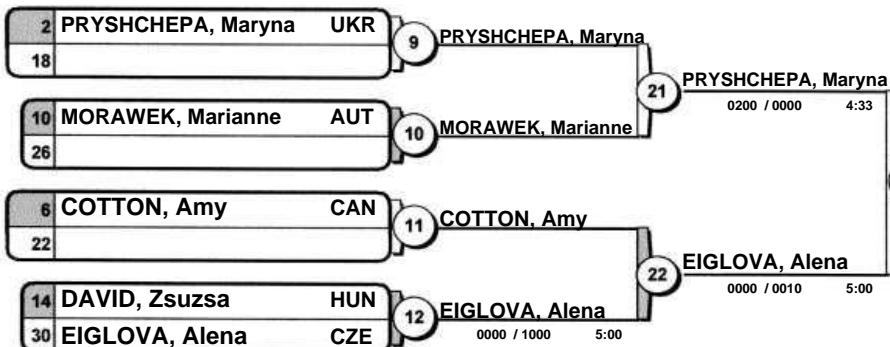 2 PRYSHCHEPA, Maryna UKR
18
9 PRYSHCHEPA, Maryna
10 MORAWEK, Marianne AUT
26
10 MORAWEK, Marianne
21 PRYSHCHEPA, Maryna
0200 / 0000 4:33
6 COTTON, Amy CAN
22
11 COTTON, Amy
14 DAVID, Zsuzsa HUN
30 EIGLOVA, Alena CZE
12 EIGLOVA, Alena
0000 / 1000 5:00
22 EIGLOVA, Alena
0000 / 0010 5:00